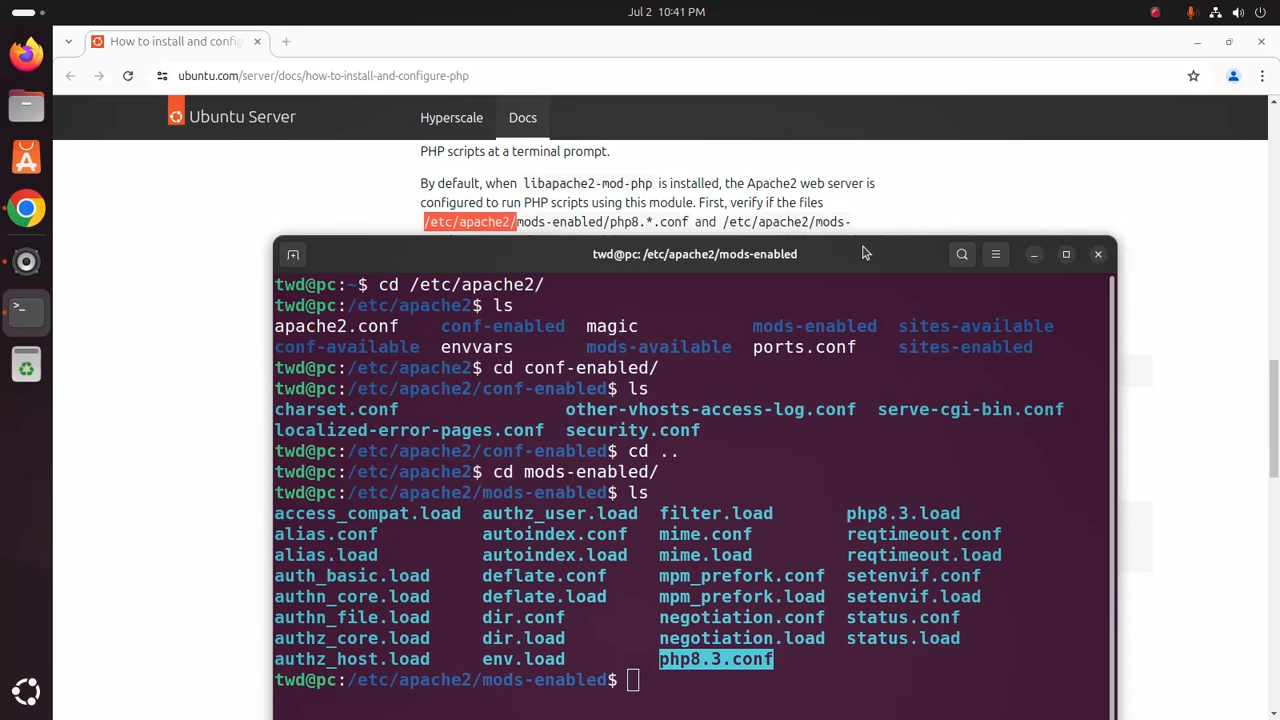 Jul 2 10:41 PM
How to install and config
ubuntu.com/server/docs/how-to-install-and-configure-php
Ubuntu Server
Hyperscale
Docs
PHP scripts at a terminal prompt.
By default, when libapache2-mod-php is installed, the Apache2 web server is
configured to run PHP scripts using this module. First, verify if the files
/etc/apache2/mods-enabled/php8.*.conf and /etc/apache2/mods-
twd@pc: /etc/apache2/mods-enabled
twd@pc:~$ cd /etc/apache2/
twd@pc:/etc/apache2$ ls
apache2.conf conf-enabled magic mods-enabled sites-available
conf-available envvars mods-available ports.conf sites-enabled
twd@pc:/etc/apache2$ cd conf-enabled/
twd@pc:/etc/apache2/conf-enabled$ ls
charset.conf other-vhosts-access-log.conf serve-cgi-bin.conf
localized-error-pages.conf security.conf
twd@pc:/etc/apache2/conf-enabled$ cd ..
twd@pc:/etc/apache2$ cd mods-enabled/
twd@pc:/etc/apache2/mods-enabled$ ls
access_compat.load authz_user.load filter.load php8.3.load
alias.conf autoindex.conf mime.conf reqtimeout.conf
alias.load autoindex.load mime.load reqtimeout.load
auth_basic.load deflate.conf mpm_prefork.conf setenvif.conf
authn_core.load deflate.load mpm_prefork.load setenvif.load
authn_file.load dir.conf negotiation.conf status.conf
authz_core.load dir.load negotiation.load status.load
authz_host.load env.load php8.3.conf
twd@pc:/etc/apache2/mods-enabled$